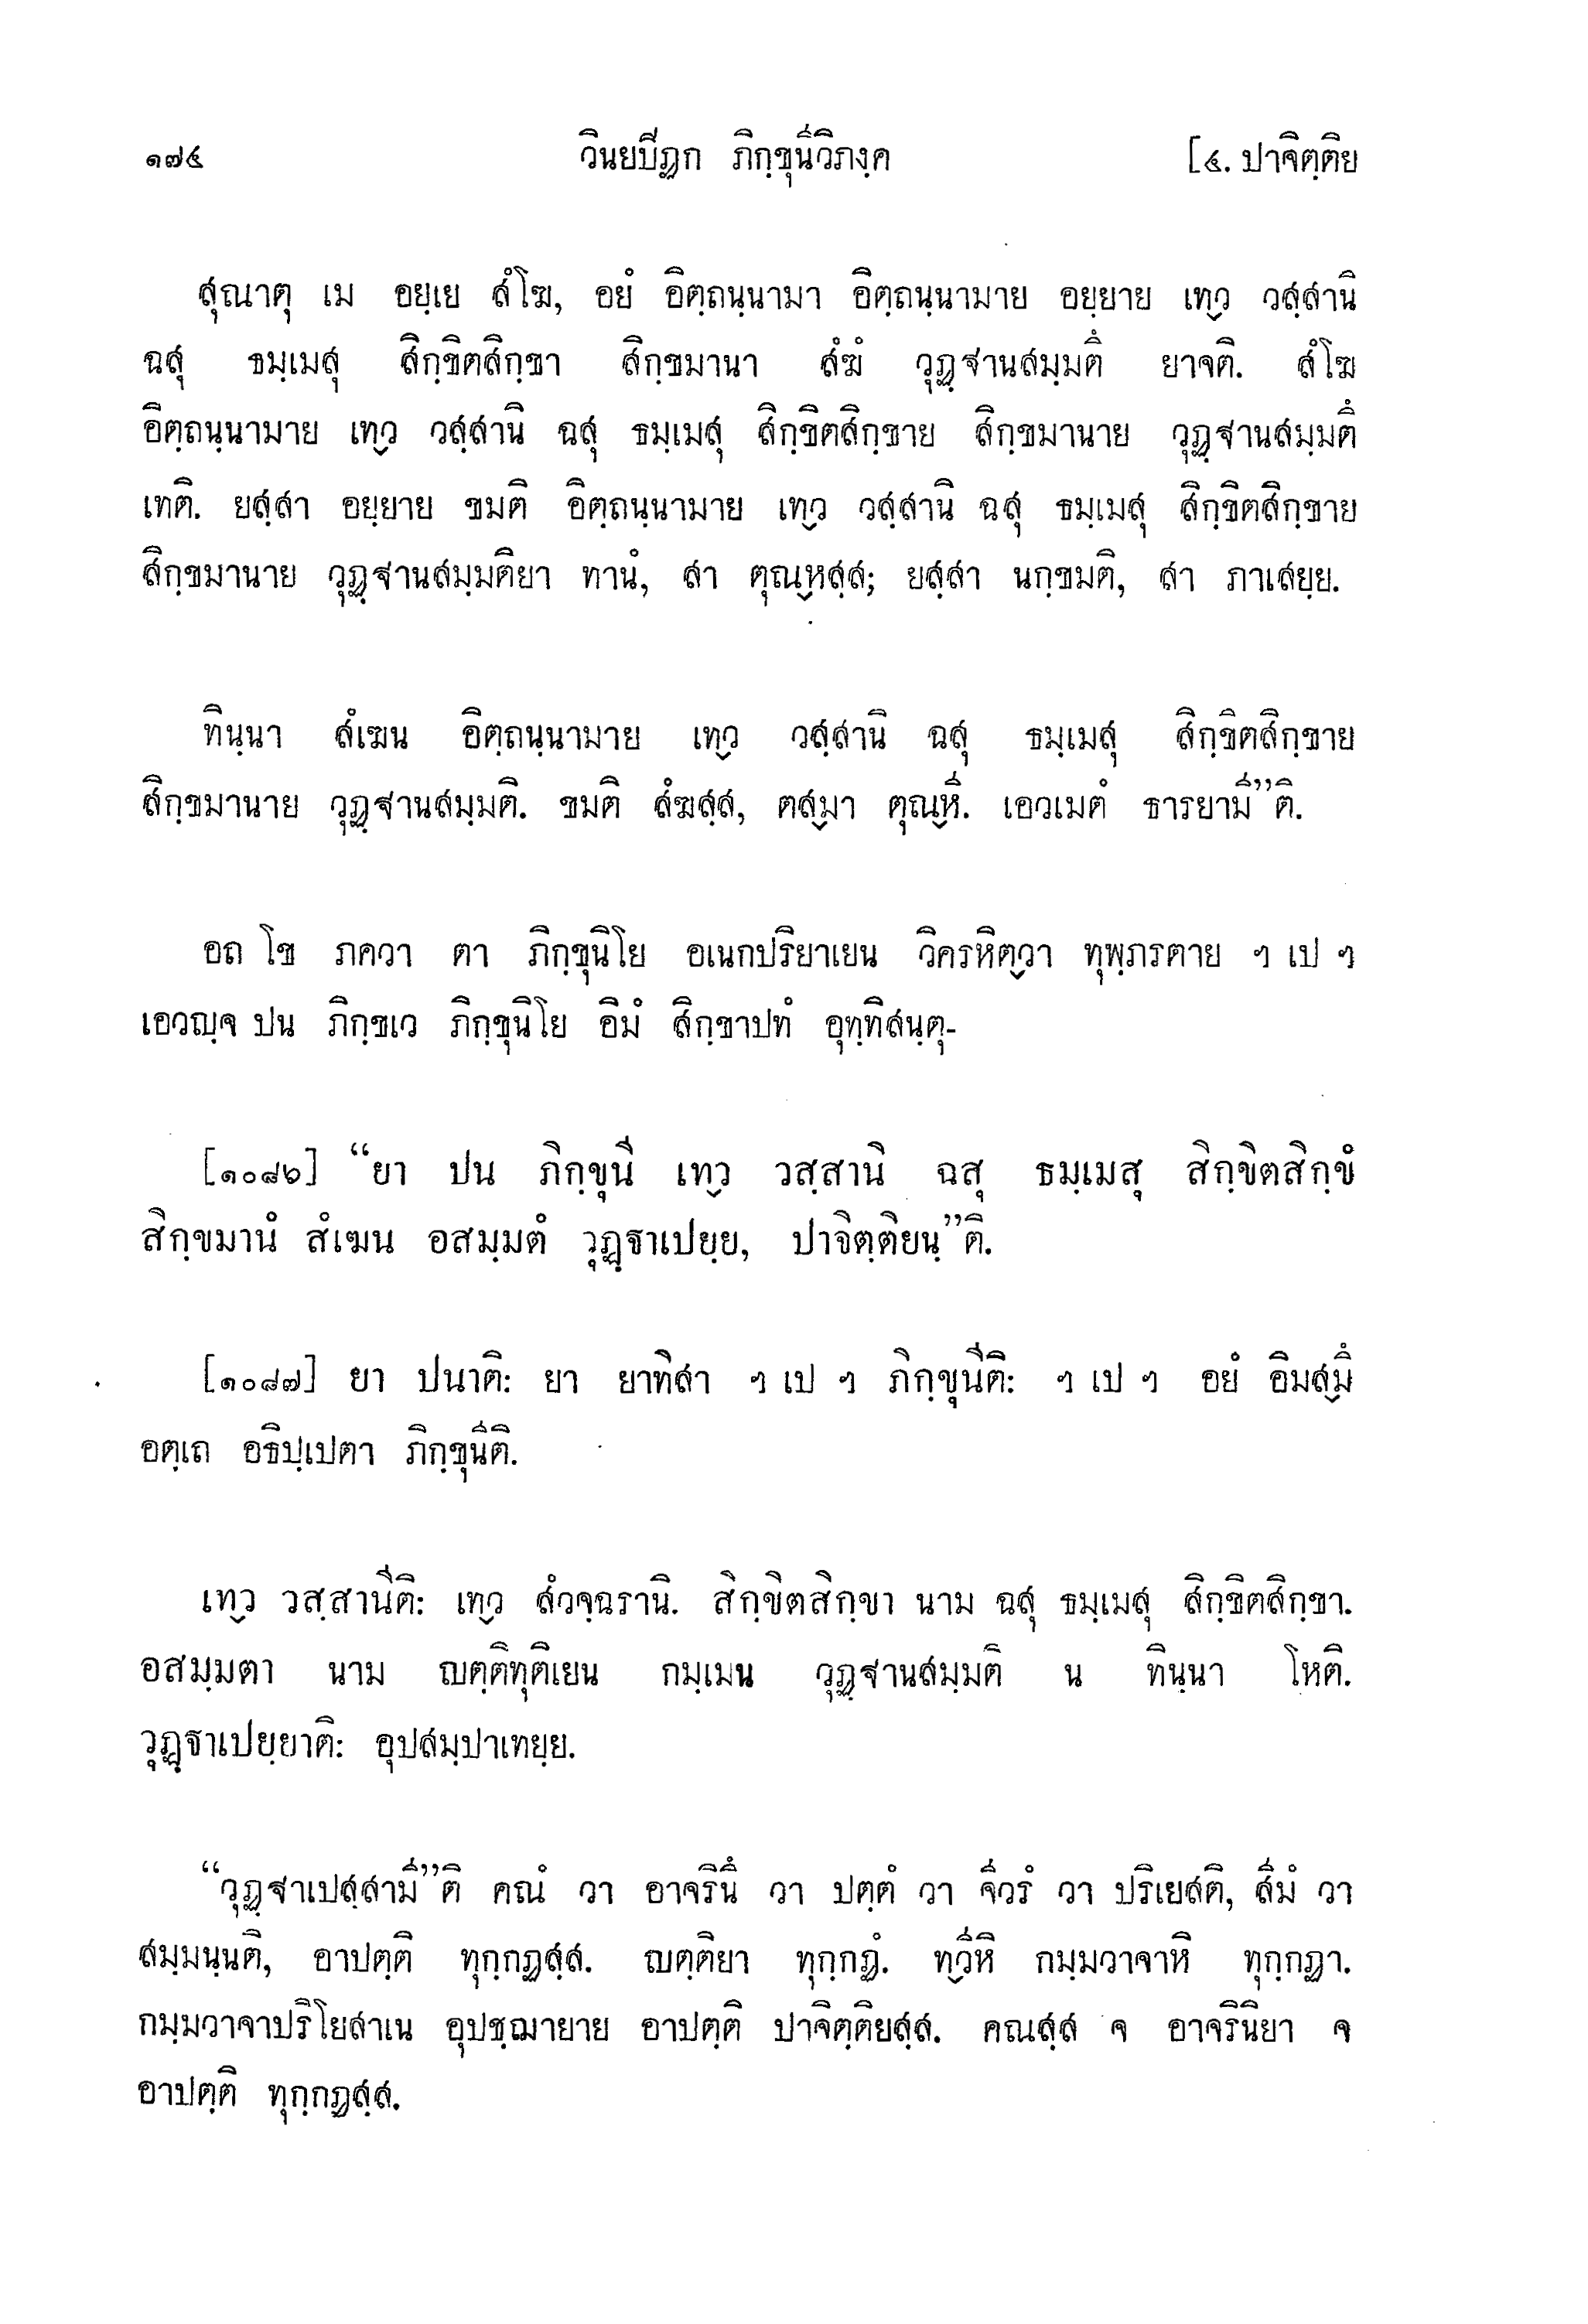 ๑๗๔ วินยปิฏก ภิกฺขุนีวิภงฺค [๔. ปาจิตฺติย
สุณาตุ เม อยฺเย สํโฆ, อยํ อิตฺถนฺนามา อิตฺถนฺนามาย อยฺยาย เทฺว วสฺสานิ
ฉสุ ธมฺเมสุ สิกฺขิตสิกฺขา สิกฺขมานา สํฆํ วุฏฺฐานสมฺมตึ ยาจติ. สํโฆ
อิตฺถนฺนามาย เทฺว วสฺสานิ ฉสุ ธมฺเมสุ สิกฺขิตสิกฺขาย สิกฺขมานาย วุฏฺฐานสมฺมตึ
เทติ. ยสฺสา อยฺยาย ขมติ อิตฺถนฺนามาย เทฺว วสฺสานิ ฉสุ ธมฺเมสุ สิกฺขิตสิกฺขาย
สิกฺขมานาย วุฏฺฐานสมฺมติยา ทานํ, สา ตุณฺหสฺส; ยสฺสา นกฺขมติ, สา ภาเสยฺย.
ทินฺนา สํเฆน อิตฺถนฺนามาย เทฺว วสฺสานิ ฉสุ ธมฺเมสุ สิกฺขิตสิกฺขาย
สิกฺขมานาย วุฏฺฐานสมฺมติ. ขมติ สํฆสฺส, ตสฺมา ตุณฺหี. เอวเมตํ ธารยามี”ติ.
อถ โข ภควา ตา ภิกฺขุนิโย อเนกปริยาเยน วิครหิตฺวา ทุพฺภรตาย ฯ เป ฯ
เอวญฺจ ปน ภิกฺขเว ภิกฺขุนิโย อิมํ สิกฺขาปทํ อุทฺทิสนฺตุ-
[๑๐๘๖] “ยา ปน ภิกฺขุนี เทฺว วสฺสานิ ฉสุ ธมฺเมสุ สิกฺขิตสิกฺขํ
สิกฺขมานํ สํเฆน อสมฺมตํ วุฏฺฐาเปยฺย, ปาจิตฺติยนฺ”ติ.
[๑๐๘๗] ยา ปนาติ: ยา ยาทิสา ฯ เป ฯ ภิกฺขุนีติ: ฯ เป ฯ อยํ อิมสฺมึ
อตฺเถ อธิปฺเปตา ภิกฺขุนีติ.
เทฺว วสฺสานีติ: เทฺว สํวจฺฉรานิ. สิกฺขิตสิกฺขา นาม ฉสุ ธมฺเมสุ สิกฺขิตสิกฺขา.
อสมฺมตา นาม ญตฺติทุติเยน กมฺเมน วุฏฺฐานสมฺมติ น ทินฺนา โหติ.
วุฏฺฐาเปยฺยาติ: อุปสมฺปาเทยฺย.
“วุฏฺฐาเปสฺสามี”ติ คณํ วา อาจรินึ วา ปตฺตํ วา จีวรํ วา ปริเยสติ, สีมํ วา
สมฺมนฺนติ, อาปตฺติ ทุกฺกฏสฺส. ญตฺติยา ทุกฺกฏํ. ทฺวีหิ กมฺมวาจาหิ ทุกฺกฏา.
กมฺมวาจาปริโยสาเน อุปชฺฌายาย อาปตฺติ ปาจิตฺติยสฺส. คณสฺส จ อาจรินิยา จ
อาปตฺติ ทุกฺกฏสฺส.